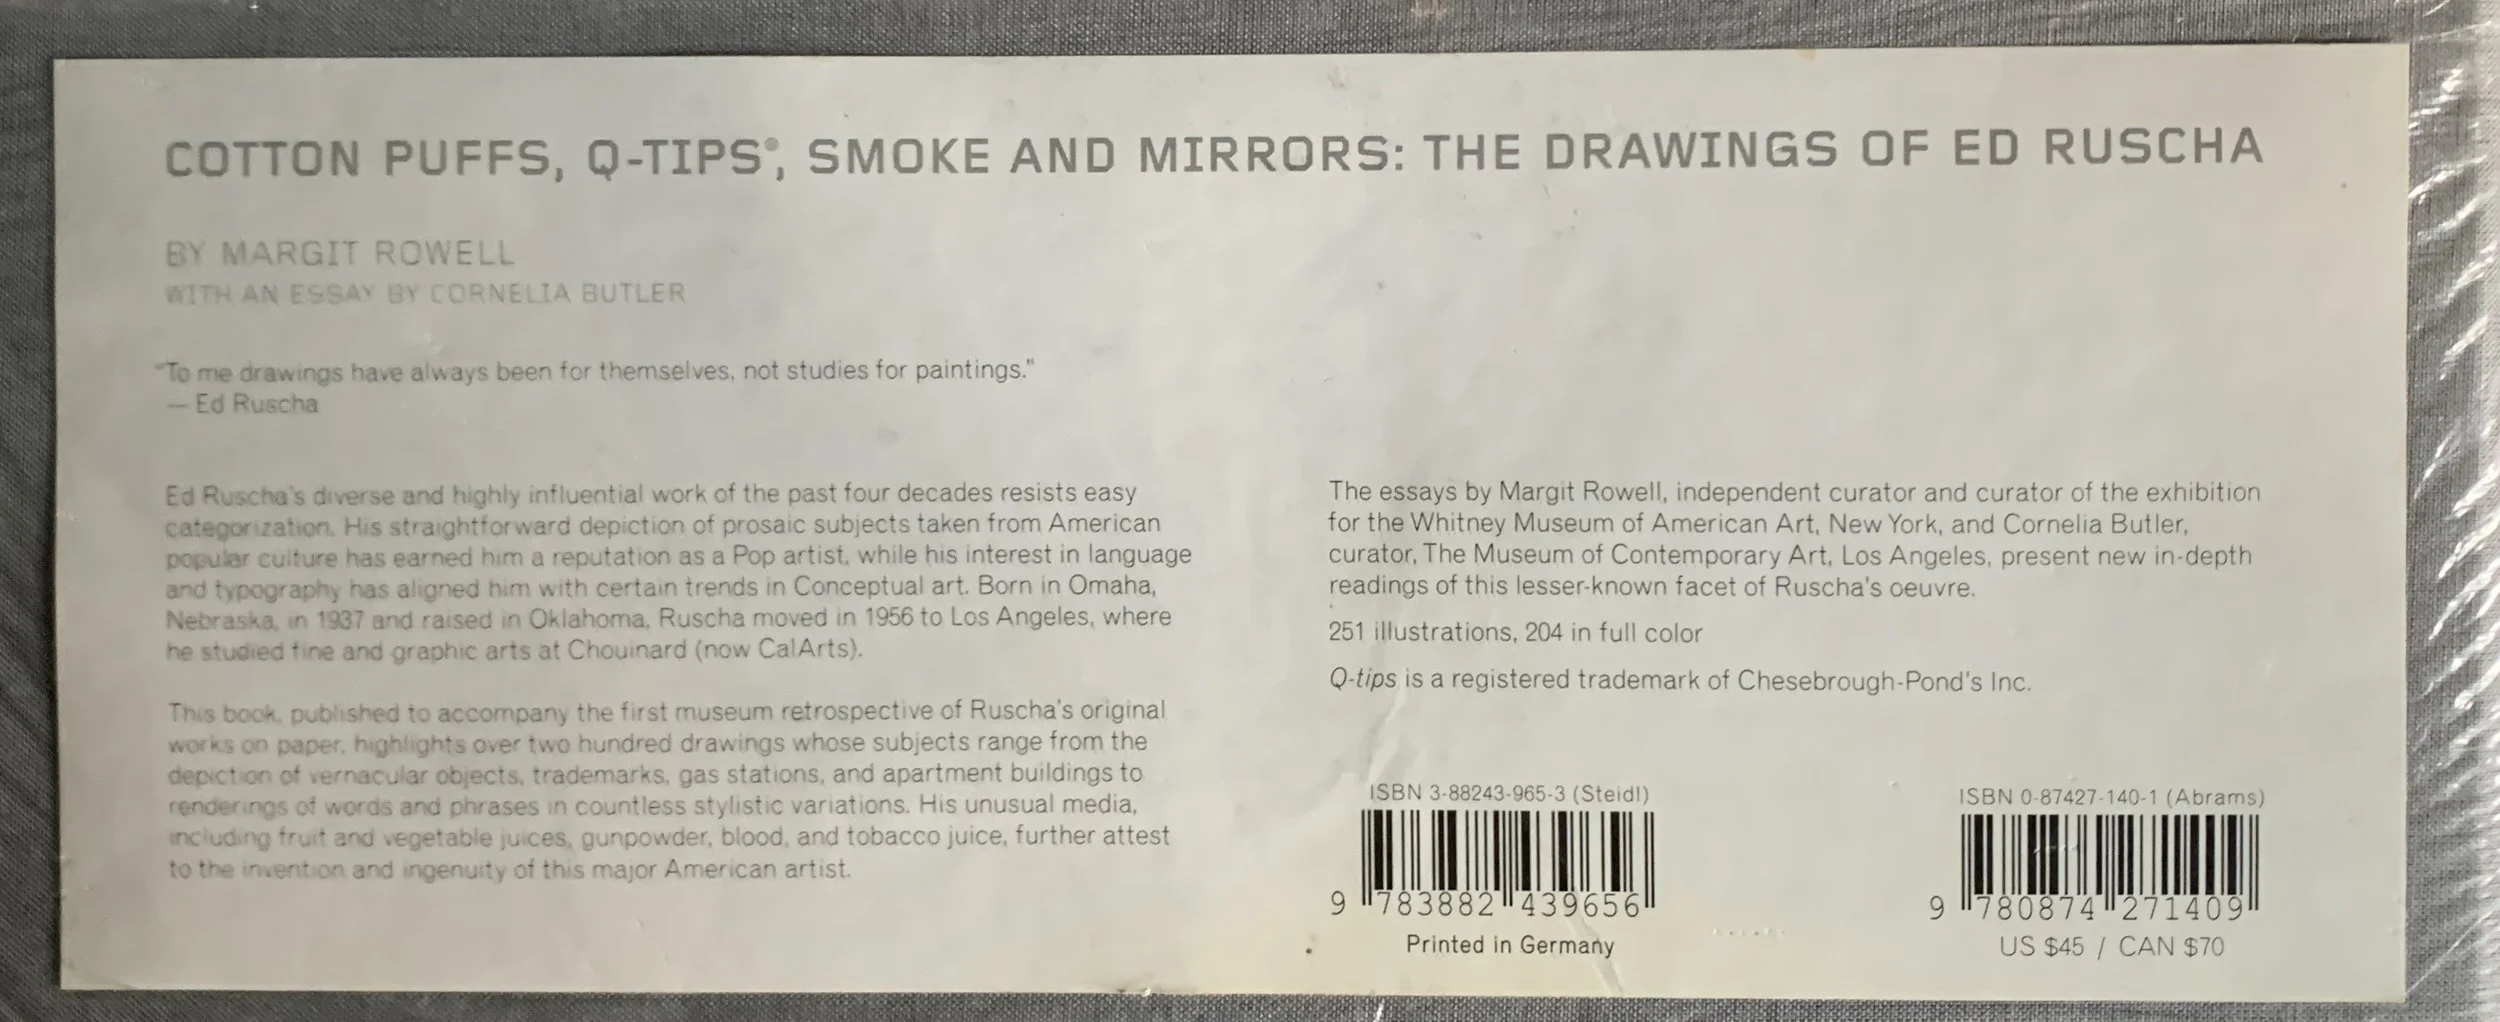 COTTON PUFFS, Q-TIPS®, SMOKE AND MIRRORS: THE DRAWINGS OF ED RUSCHA
BY MARGIT ROWELL
WITH AN ESSAY BY CORNELIA BUTLER
"To me drawings have always been for themselves, not studies for paintings."
— Ed Ruscha
Ed Ruscha's diverse and highly influential work of the past four decades resists easy
categorization. His straightforward depiction of prosaic subjects taken from American
popular culture has earned him a reputation as a Pop artist, while his interest in language
and typography has aligned him with certain trends in Conceptual art. Born in Omaha,
Nebraska, in 1937 and raised in Oklahoma, Ruscha moved in 1956 to Los Angeles, where
he studied fine and graphic arts at Chouinard (now CalArts).
This book, published to accompany the first museum retrospective of Ruscha's original
works on paper, highlights over two hundred drawings whose subjects range from the
depiction of vernacular objects, trademarks, gas stations, and apartment buildings to
renderings of words and phrases in countless stylistic variations. His unusual media,
including fruit and vegetable juices, gunpowder, blood, and tobacco juice, further attest
to the invention and ingenuity of this major American artist.
The essays by Margit Rowell, independent curator and curator of the exhibition
for the Whitney Museum of American Art, New York, and Cornelia Butler,
curator, The Museum of Contemporary Art, Los Angeles, present new in-depth
readings of this lesser-known facet of Ruscha's oeuvre.
251 illustrations, 204 in full color
Q-tips is a registered trademark of Chesebrough-Pond's Inc.
ISBN 3-88243-965-3 (Steidl)
9 783882 439656
Printed in Germany
ISBN 0-87427-140-1 (Abrams)
9 780874 271409
US $45 / CAN $70